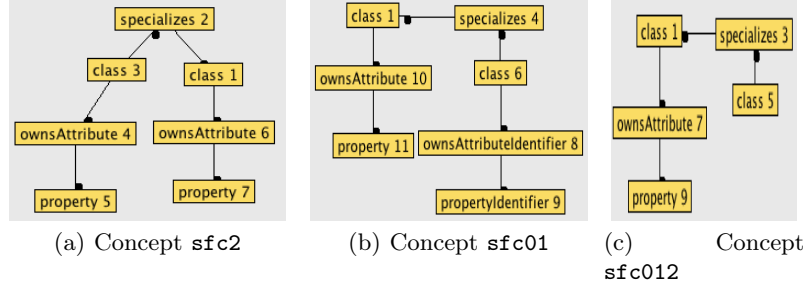 specializes 2
class 3
class 1
ownsAttribute 4
ownsAttribute 6
property 5
property 7
(a) Concept sfc2
class 1
specializes 4
ownsAttribute 10
class 6
property 11
ownsAttributeIdentifier 8
propertyIdentifier 9
(b) Concept sfc01
class 1
specializes 3
class 5
ownsAttribute 7
property 9
(c) Concept
sfc012